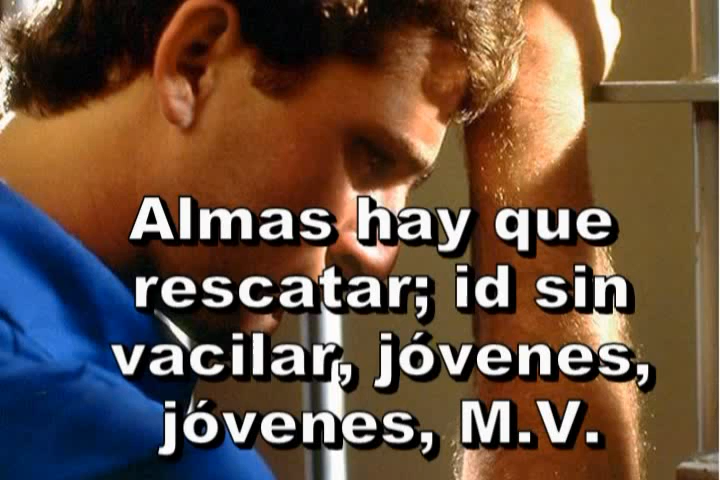 Almas hay que
rescatar; id sin
vacilar, jóvenes,
jóvenes, M.V.